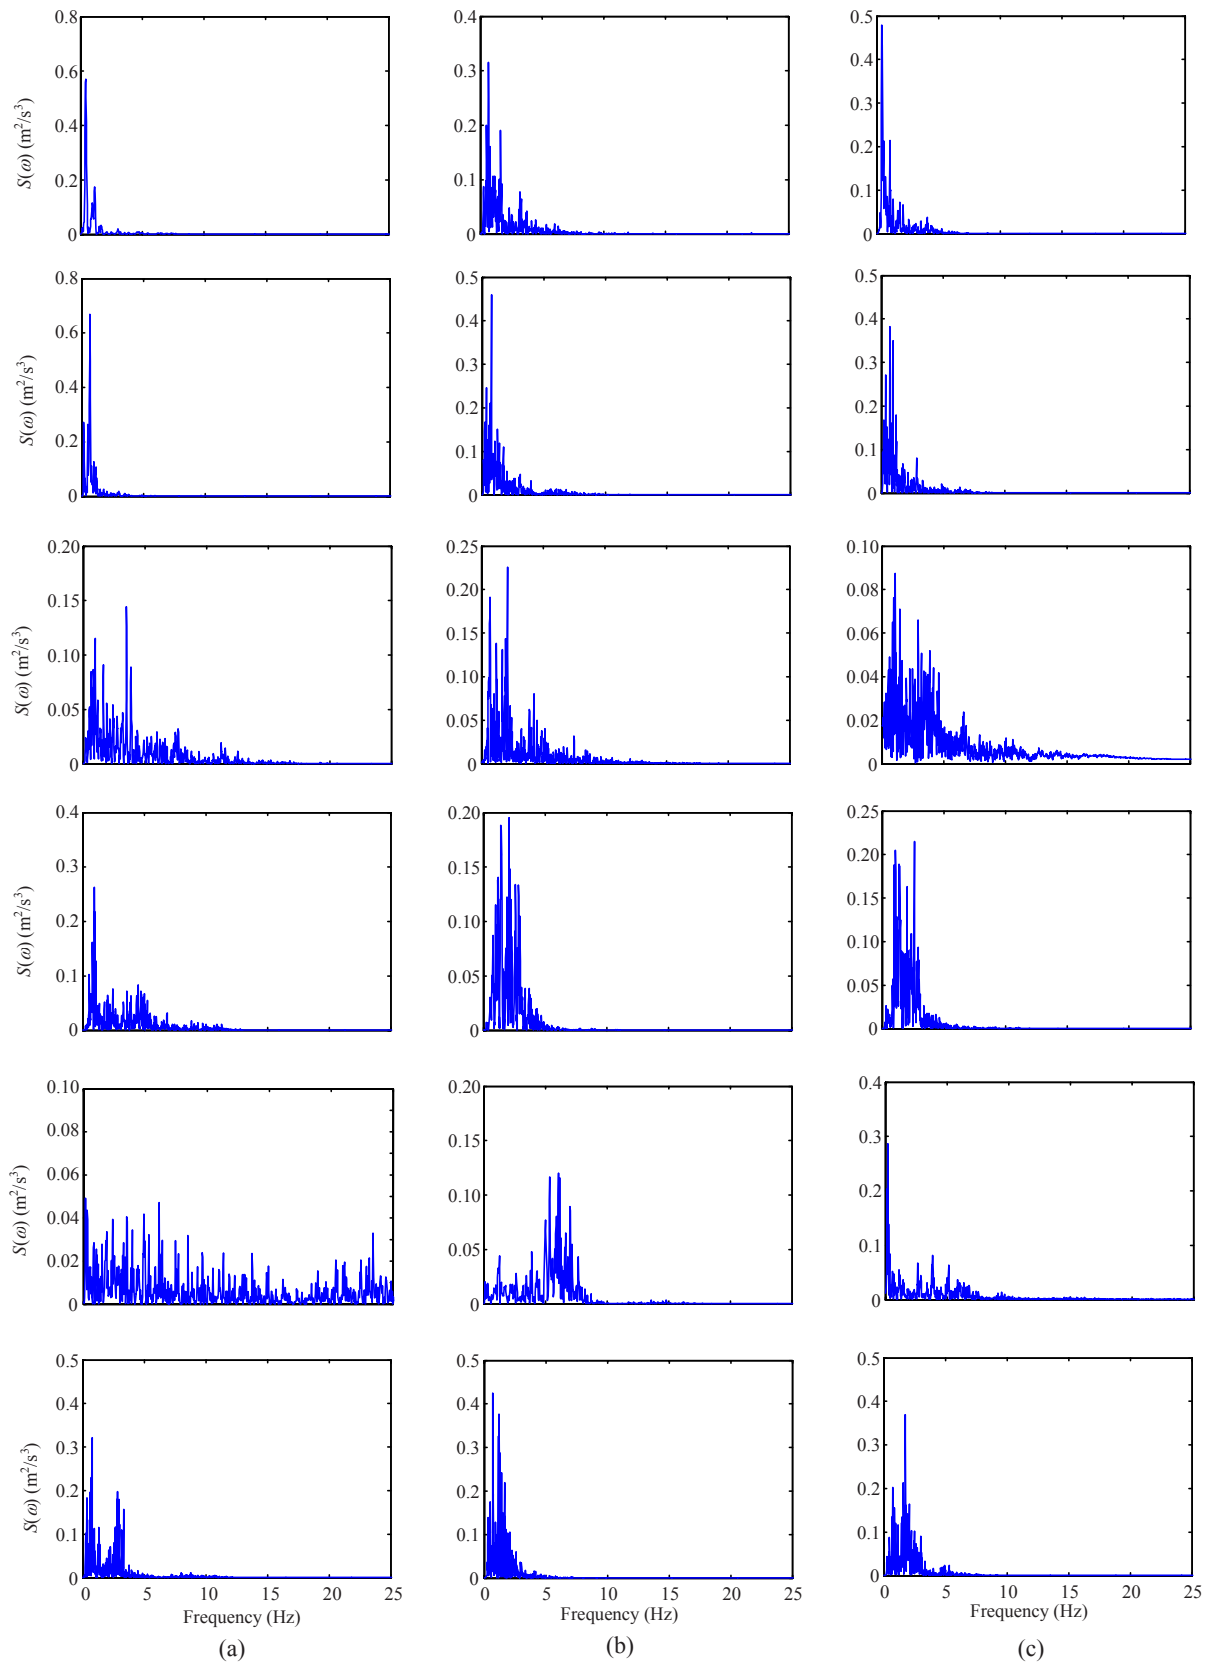 0.8 0.4 0.5
0.6 0.3 0.4
0.4 0.2 0.3
0.2 0.1 0.2
0 0 0.1
0
S(ω) (m²/s³)
0.8 0.5 0.5
0.6 0.4 0.4
0.4 0.3 0.3
0.2 0.2 0.2
0 0.1 0.1
0 0
S(ω) (m²/s³)
0.20 0.25 0.10
0.15 0.20 0.08
0.10 0.15 0.06
0.05 0.10 0.04
0 0.05 0.02
0 0
S(ω) (m²/s³)
0.4 0.20 0.25
0.3 0.15 0.20
0.2 0.10 0.15
0.1 0.05 0.10
0 0 0.05
0
S(ω) (m²/s³)
0.10 0.20 0.4
0.08 0.15 0.3
0.06 0.10 0.2
0.04 0.05 0.1
0.02 0 0
0
S(ω) (m²/s³)
0.5 0.5 0.5
0.4 0.4 0.4
0.3 0.3 0.3
0.2 0.2 0.2
0.1 0.1 0.1
0 0 0
S(ω) (m²/s³)
0 5 10 15 20 25 0 5 10 15 20 25 0 5 10 15 20 25
Frequency (Hz) Frequency (Hz) Frequency (Hz)
(a) (b) (c)